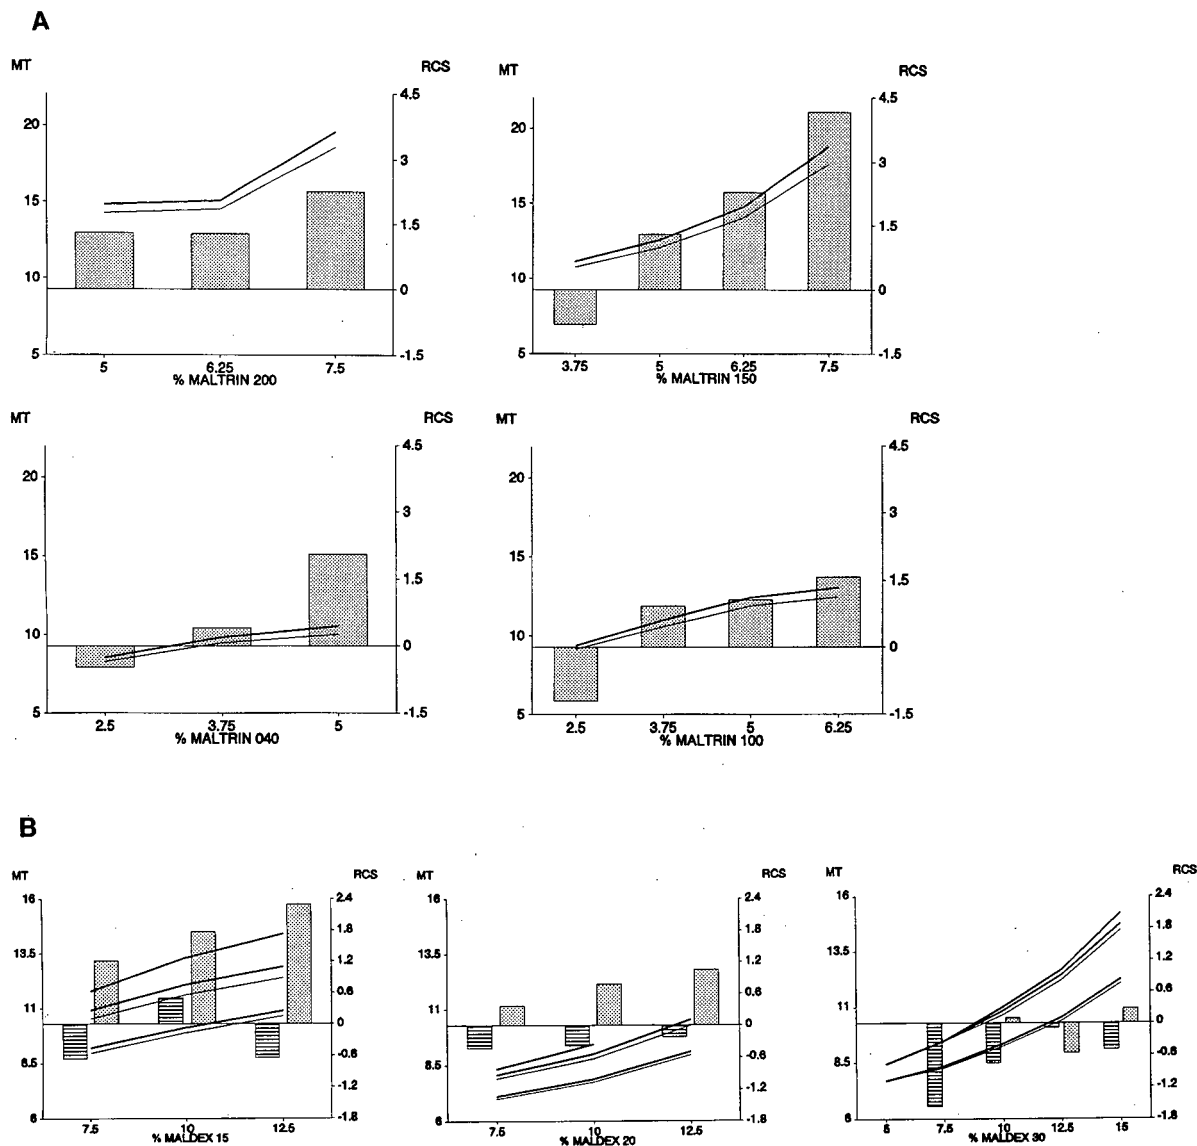 A
MT RCS
20 15 10 5
4.5 3 1.5 0 -1.5
5 6.25 7.5
% MALTRIN 200
MT RCS
20 15 10 5
4.5 3 1.5 0 -1.5
3.75 5 6.25 7.5
% MALTRIN 150
MT RCS
20 15 10 5
4.5 3 1.5 0 -1.5
2.5 3.75 5
% MALTRIN 040
MT RCS
20 15 10 5
4.5 3 1.5 0 -1.5
2.5 3.75 5 6.25
% MALTRIN 100
B
MT RCS
16 13.5 11 8.5 6
2.4 1.8 1.2 0.6 0 -0.6 -1.2 -1.8
7.5 10 12.5
% MALDEX 15
MT RCS
16 13.5 11 8.5 6
2.4 1.8 1.2 0.6 0 -0.6 -1.2 -1.8
7.5 10 12.5
% MALDEX 20
MT RCS
16 13.5 11 8.5 6
2.4 1.8 1.2 0.6 0 -0.6 -1.2 -1.8
5 7.5 10 12.5 15
% MALDEX 30